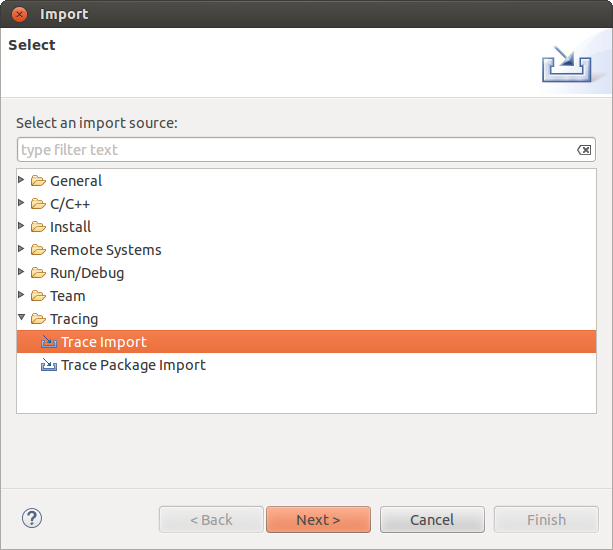 Import
Select
Select an import source:
type filter text
General
C/C++
Install
Remote Systems
Run/Debug
Team
Tracing
Trace Import
Trace Package Import
?
< Back
Next >
Cancel
Finish